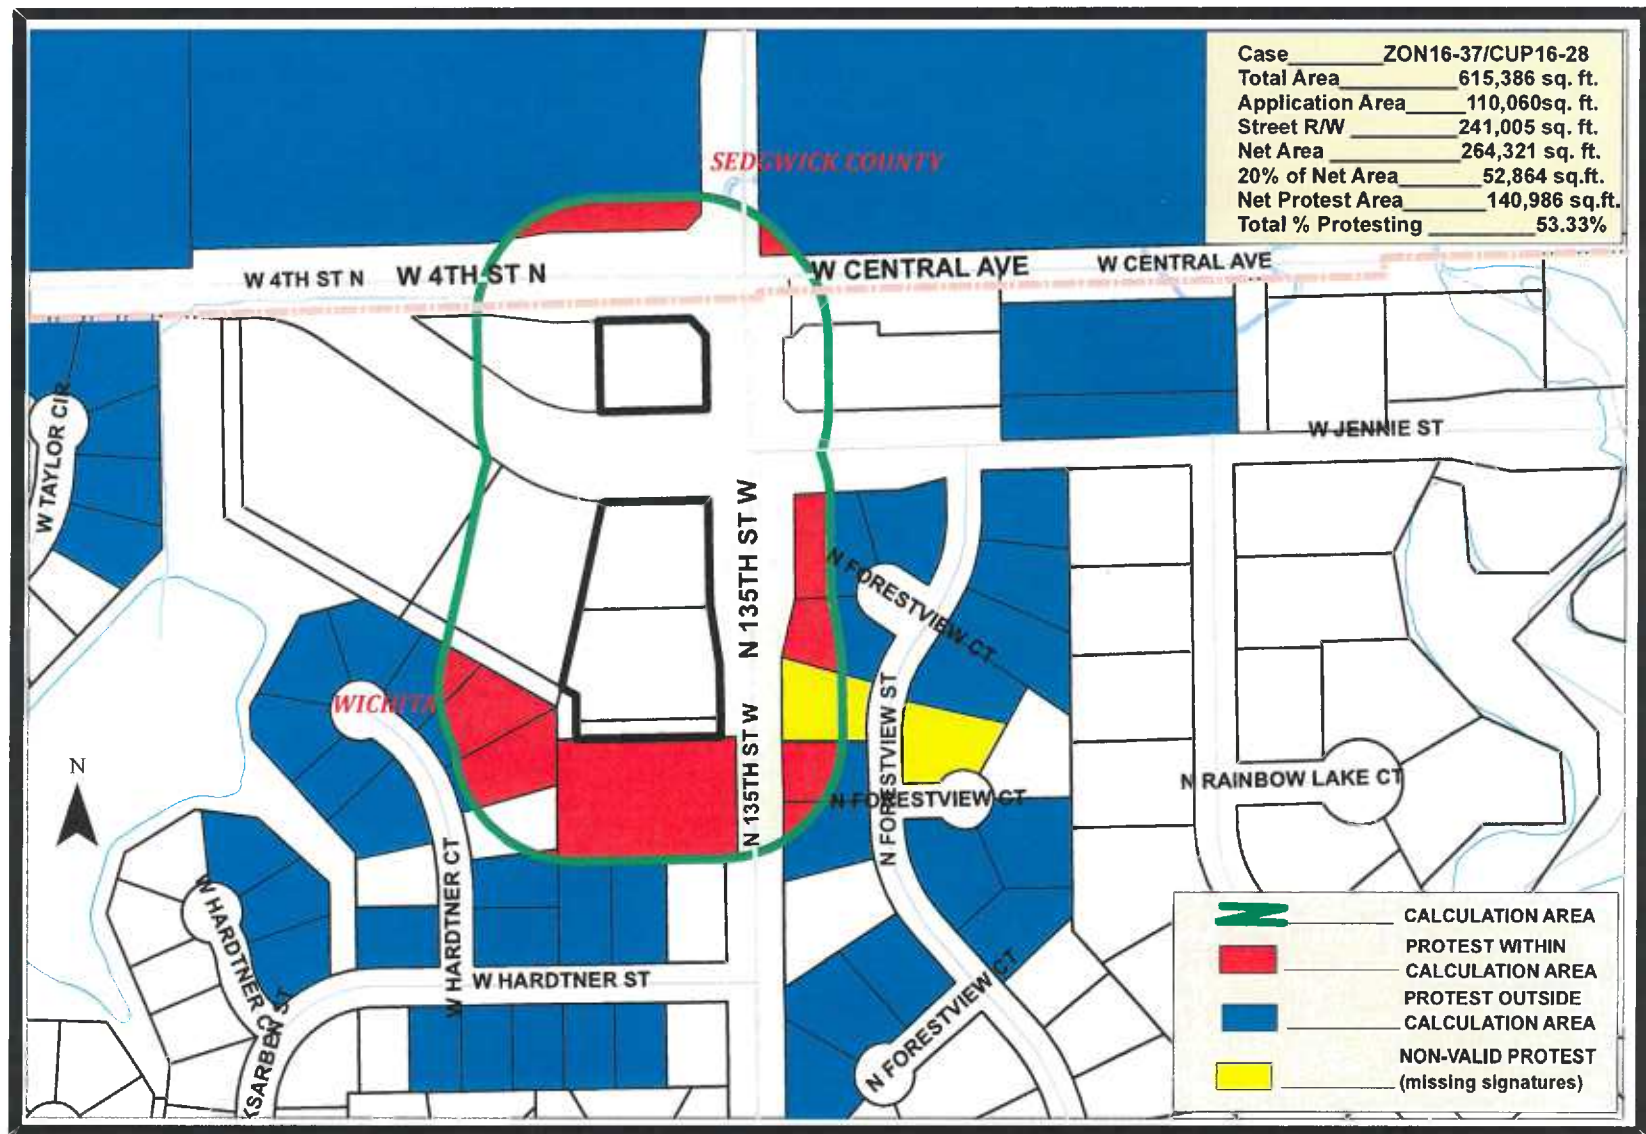 Case ZON16-37/CUP16-28
Total Area 615,386 sq. ft.
Application Area 110,060sq. ft.
Street R/W 241,005 sq. ft.
Net Area 264,321 sq. ft.
20% of Net Area 52,864 sq.ft.
Net Protest Area 140,986 sq.ft.
Total % Protesting 53.33%
SEDGWICK COUNTY
W 4TH ST N
W 4TH ST N
W CENTRAL AVE
W CENTRAL AVE
W TAYLOR CIR
W JENNIE ST
N 135TH ST W
N FORESTVIEW CT
WICHITA
N 135TH ST W
N FORESTVIEW ST
N
N RAINBOW LAKE CT
N FORESTVIEW CT
W HARDTNER CT
W HARDTNER CT
W HARDTNER ST
N FORESTVIEW CT
KSARBEN ST
CALCULATION AREA
PROTEST WITHIN
CALCULATION AREA
PROTEST OUTSIDE
CALCULATION AREA
NON-VALID PROTEST
(missing signatures)